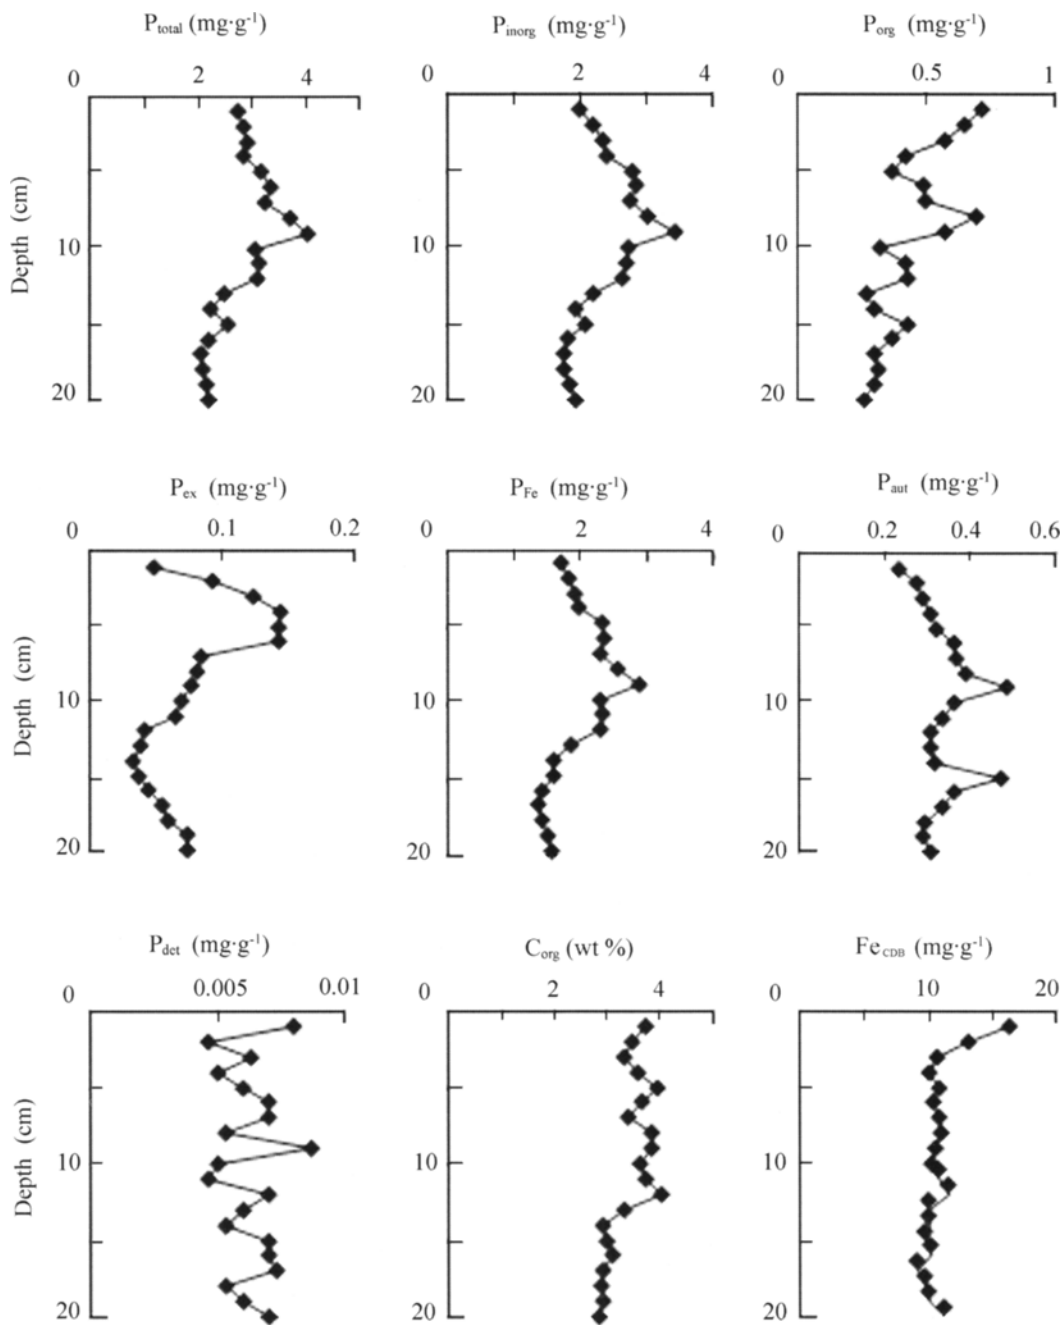 P_total (mg·g⁻¹) P_inorg (mg·g⁻¹) P_org (mg·g⁻¹)
0 2 4 0 2 4 0 0.5 1
Depth (cm)
10 10 10
20 20 20
P_ex (mg·g⁻¹) P_Fe (mg·g⁻¹) P_aut (mg·g⁻¹)
0 0.1 0.2 0 2 4 0 0.2 0.4 0.6
Depth (cm)
10 10 10
20 20 20
P_det (mg·g⁻¹) C_org (wt %) Fe_CDB (mg·g⁻¹)
0 0.005 0.01 0 2 4 0 10 20
Depth (cm)
10 10 10
20 20 20